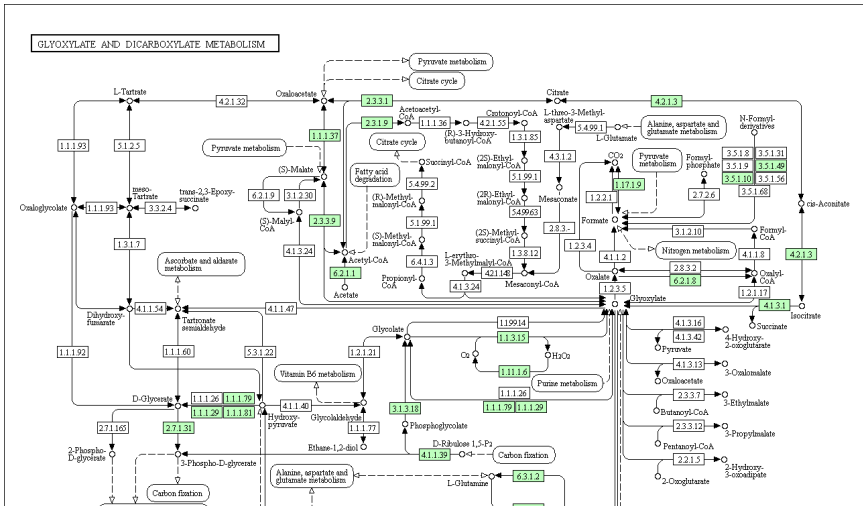 GLYOXYLATE AND DICARBOXYLATE METABOLISM
Pyruvate metabolism
Citrate cycle
L-Tartrate
4.2.1.32
Oxaloacetate
2.3.3.1
Citrate
4.2.1.3
2.3.1.9
Acetoacetyl-
CoA
1.1.1.36
Crotonoyl-CoA
4.2.1.55
(R)-3-Hydroxy-
butanoyl-CoA
L-threo-3-Methyl-
aspartate
5.4.99.1
L-Glutamate
Alanine, aspartate and
glutamate metabolism
N-Formyl-
derivatives
1.1.1.93
5.1.2.5
1.1.1.37
Pyruvate metabolism
Citrate cycle
1.3.1.85
4.3.1.2
CO2
Pyruvate
metabolism
Formyl-
phosphate
3.5.1.8
3.5.1.31
3.5.1.9
3.5.1.49
3.5.1.10
3.5.1.56
3.5.1.68
(S)-Malate
Fatty acid
degradation
Succinyl-CoA
(2S)-Ethyl-
malonyl-CoA
5.4.99.2
5.1.99.1
1.17.1.9
1.2.2.1
2.7.2.6
meso-
Tartrate
trans-2,3-Epoxy-
succinate
6.2.1.9
3.1.2.30
(R)-Methyl-
malonyl-CoA
(2R)-Ethyl-
malonyl-CoA
Mesaconate
Oxaloglycolate
1.1.1.93
3.3.2.4
(S)-Malyl-
CoA
2.3.3.9
5.1.99.1
5.4.99.63
2.8.3.-
Formate
cis-Aconitate
3.1.2.10
Formyl-
CoA
1.3.1.7
4.1.3.24
(S)-Methyl-
malonyl-CoA
(2S)-Methyl-
succinyl-CoA
1.2.3.4
4.1.1.2
Nitrogen metabolism
4.1.1.8
4.2.1.3
Ascorbate and aldarate
metabolism
Acetyl-CoA
6.2.1.1
6.4.1.3
1.3.8.12
L-erythro-
3-Methylmalyl-CoA
4.2.1.148
Oxalate
2.8.3.2
6.2.1.8
Oxalyl-
CoA
Acetate
Propionyl-
CoA
4.1.3.24
Mesaconyl-CoA
1.2.3.5
Glyoxylate
1.2.1.17
4.1.3.1
Isocitrate
Dihydroxy-
fumarate
4.1.1.54
Tartronate
semialdehyde
4.1.1.47
Succinate
Glycolate
1.1.99.14
1.1.3.15
4.1.3.16
4.1.3.42
4-Hydroxy-
2-oxoglutarate
Pyruvate
1.1.1.92
1.1.1.60
5.3.1.22
1.2.1.21
O2
H2O2
1.11.1.6
4.1.3.13
3-Oxalomalate
Oxaloacetate
Vitamin B6 metabolism
Purine metabolism
D-Glycerate
1.1.1.26
1.1.1.79
1.1.1.29
1.1.1.81
Hydroxy-
pyruvate
4.1.1.40
Glycolaldehyde
3.1.3.18
1.1.1.26
1.1.1.79
1.1.1.29
2.3.3.7
3-Ethylmalate
Butanoyl-CoA
2.7.1.165
2.7.1.31
1.1.1.77
Phosphoglycolate
2.3.3.12
3-Propylmalate
Pentanoyl-CoA
2-Phospho-
D-glycerate
3-Phospho-D-glycerate
Ethane-1,2-diol
4.1.1.39
D-Ribulose 1,5-P2
Carbon fixation
2.2.1.5
2-Hydroxy-
3-oxoadipate
2-Oxoglutarate
Carbon fixation
Alanine, aspartate and
glutamate metabolism
L-Glutamine
6.3.1.2